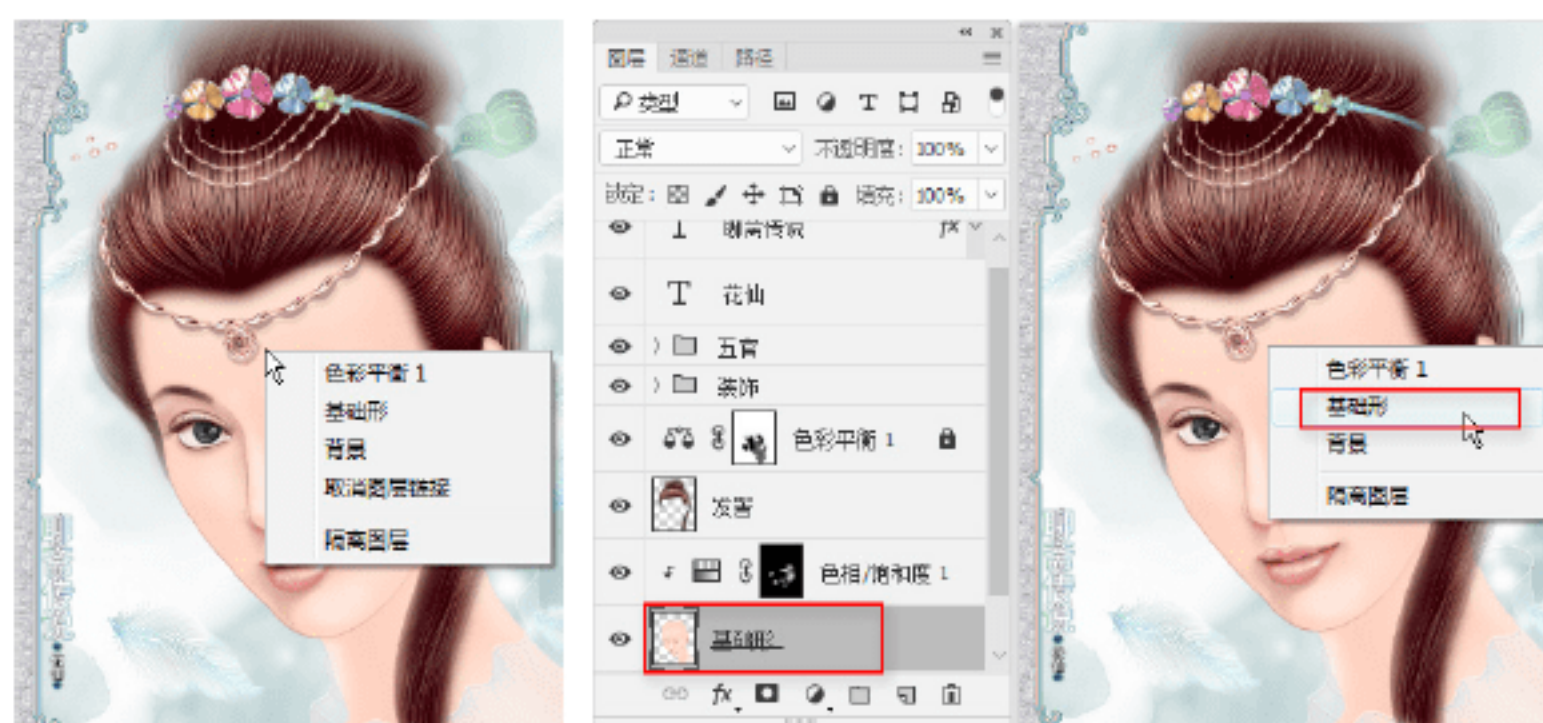 色彩平衡 1
基础形
背景
取消图层链接
隔离图层
图层 通道 路径
类型
正常 不透明度: 100%
锁定: 填充: 100%
fx
T 花仙
五官
装饰
色彩平衡 1
发髻
色相/饱和度 1
基础形
fx
色彩平衡 1
基础形
背景
隔离图层